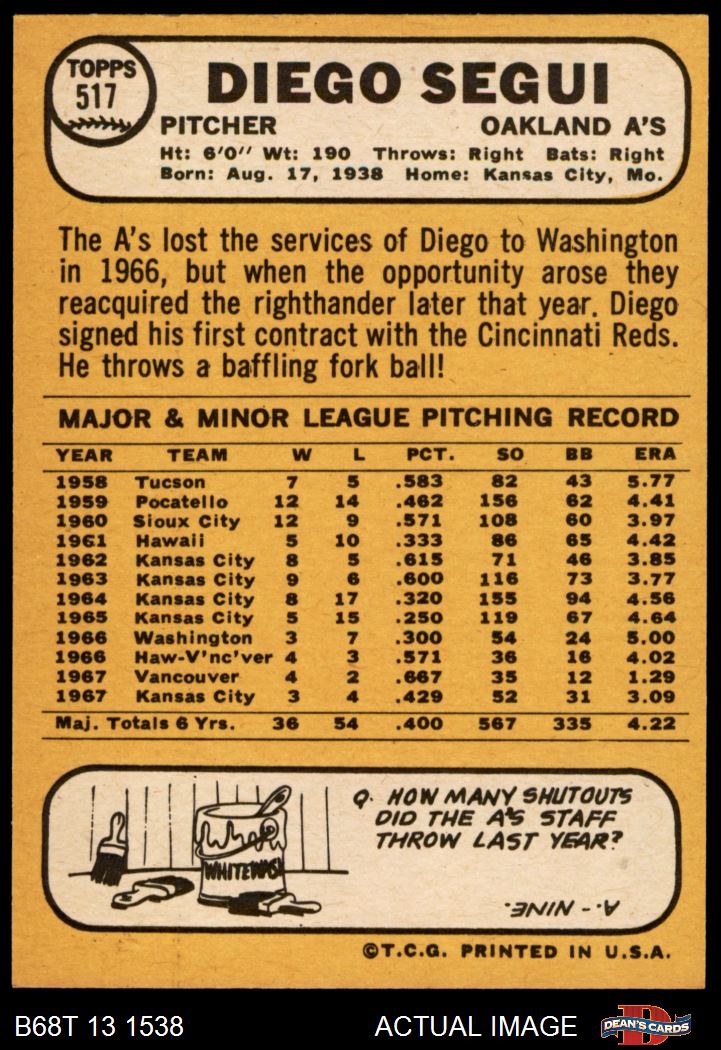 TOPPS
517
DIEGO SEGUI
PITCHER OAKLAND A'S
Ht: 6'0" Wt: 190 Throws: Right Bats: Right
Born: Aug. 17, 1938 Home: Kansas City, Mo.
The A's lost the services of Diego to Washington
in 1966, but when the opportunity arose they
reacquired the righthander later that year. Diego
signed his first contract with the Cincinnati Reds.
He throws a baffling fork ball!
MAJOR & MINOR LEAGUE PITCHING RECORD
YEAR TEAM W L PCT. SO BB ERA
1958 Tucson 7 5 .583 82 43 5.77
1959 Pocatello 12 14 .462 156 62 4.41
1960 Sioux City 12 9 .571 108 60 3.97
1961 Hawaii 5 10 .333 86 65 4.42
1962 Kansas City 8 5 .615 71 46 3.85
1963 Kansas City 9 6 .600 116 73 3.77
1964 Kansas City 8 17 .320 155 94 4.56
1965 Kansas City 5 15 .250 119 67 4.64
1966 Washington 3 7 .300 54 24 5.00
1966 Haw-V'nc'ver 4 3 .571 36 16 4.02
1967 Vancouver 4 2 .667 35 12 1.29
1967 Kansas City 3 4 .429 52 31 3.09
Maj. Totals 6 Yrs. 36 54 .400 567 335 4.22
Q. HOW MANY SHUTOUTS
DID THE A'S STAFF
THROW LAST YEAR?
WHITEWASH
A.- NINE.
©T.C.G. PRINTED IN U.S.A.
B68T 13 1538 ACTUAL IMAGE
D
DEAN'S CARDS